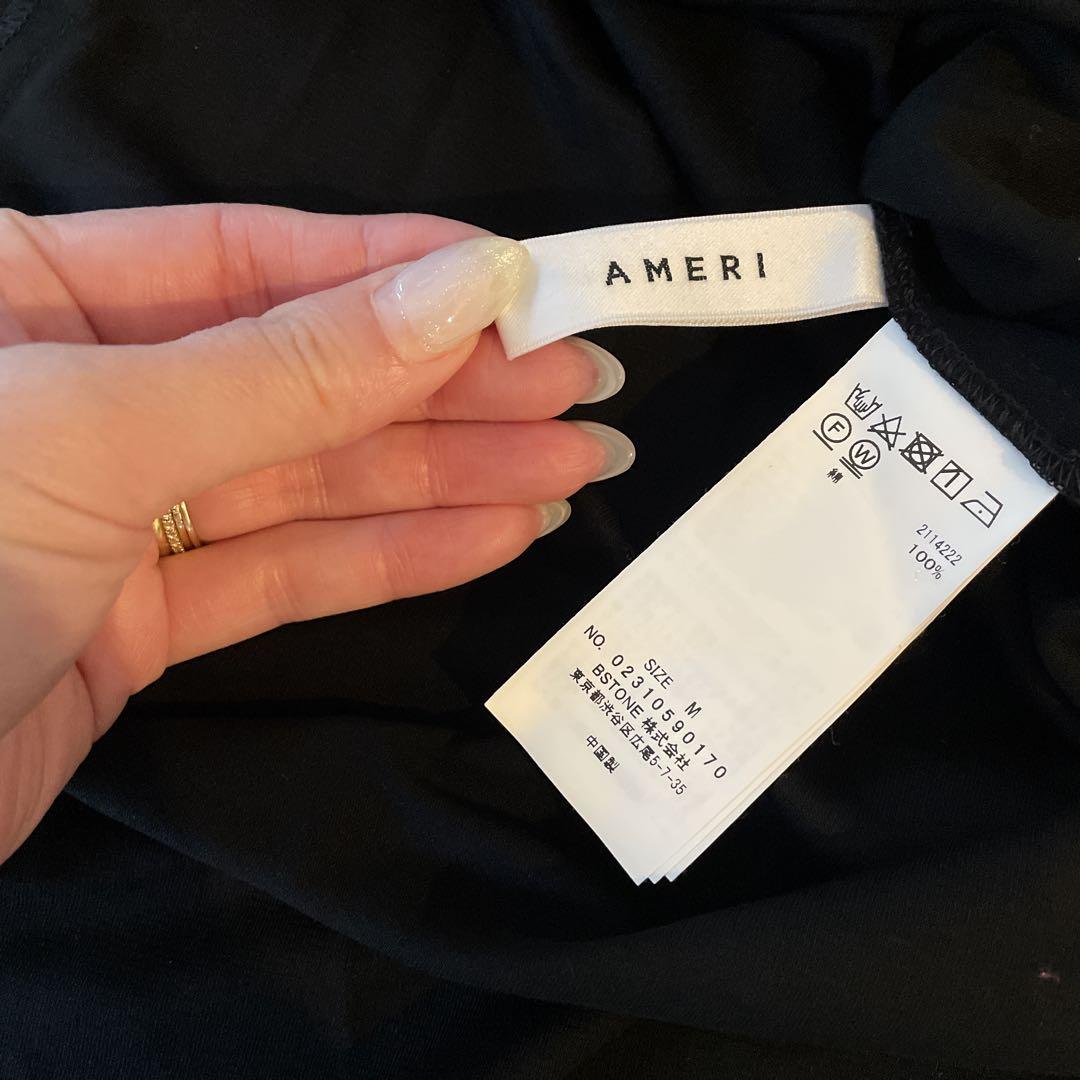 AMERI
F
W
絹
2114222
100%
SIZE M
NO. 02310590170
BSTONE 株式会社
東京都渋谷区広尾5-7-35
中国製